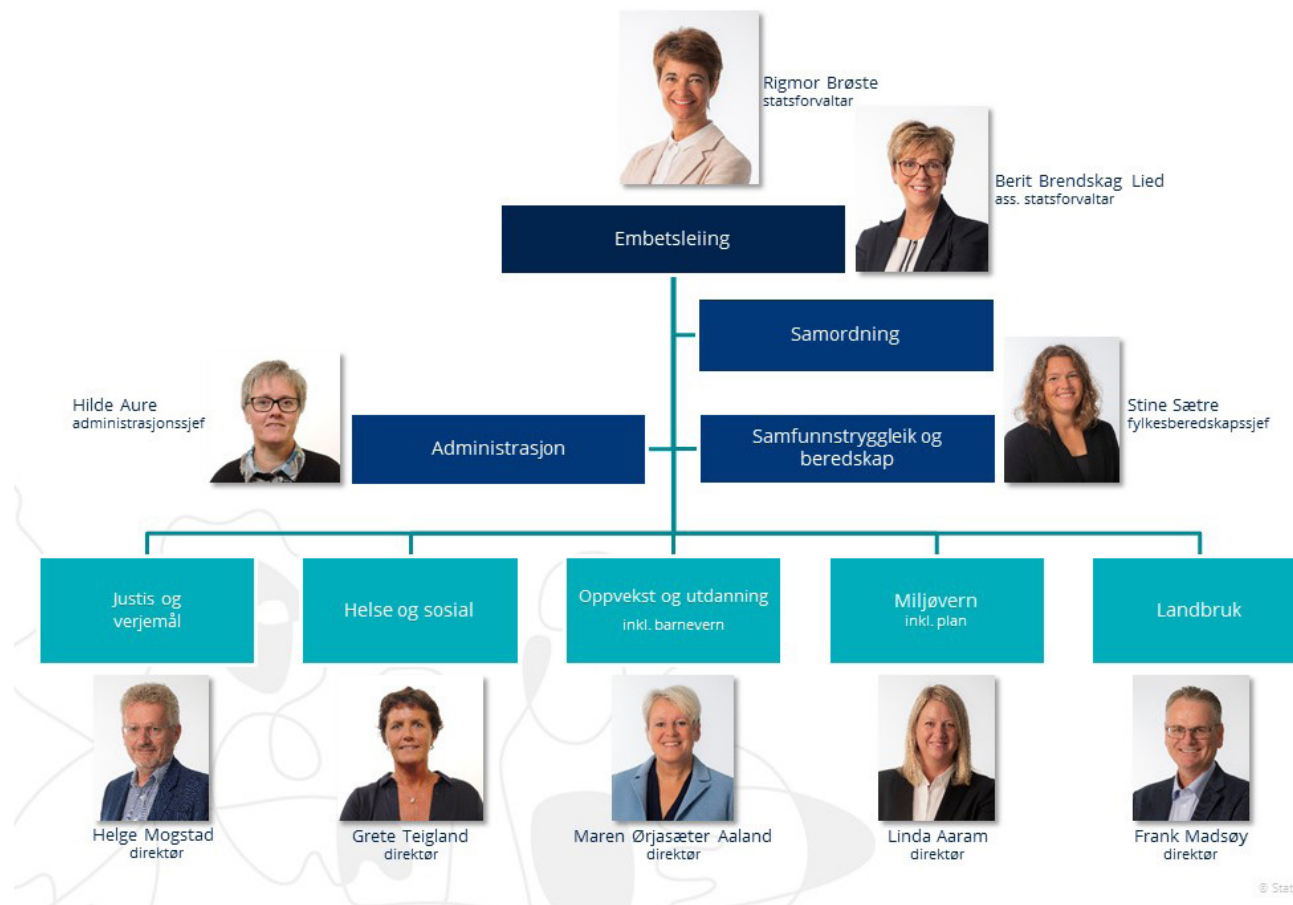 Rigmor Brøste
statsforvaltar
Berit Brendskag Lied
ass. statsforvaltar
Embetsleiing
Samordning
Hilde Aure
administrasjonssjef
Stine Sætre
fylkesberedskapssjef
Administrasjon
Samfunnstryggleik og
beredskap
Justis og
verjemål
Helse og sosial
Oppvekst og utdanning
inkl. barnevern
Miljøvern
inkl. plan
Landbruk
Helge Mogstad
direktør
Grete Teigland
direktør
Maren Ørjasæter Aaland
direktør
Linda Aaram
direktør
Frank Madsøy
direktør
© Stat